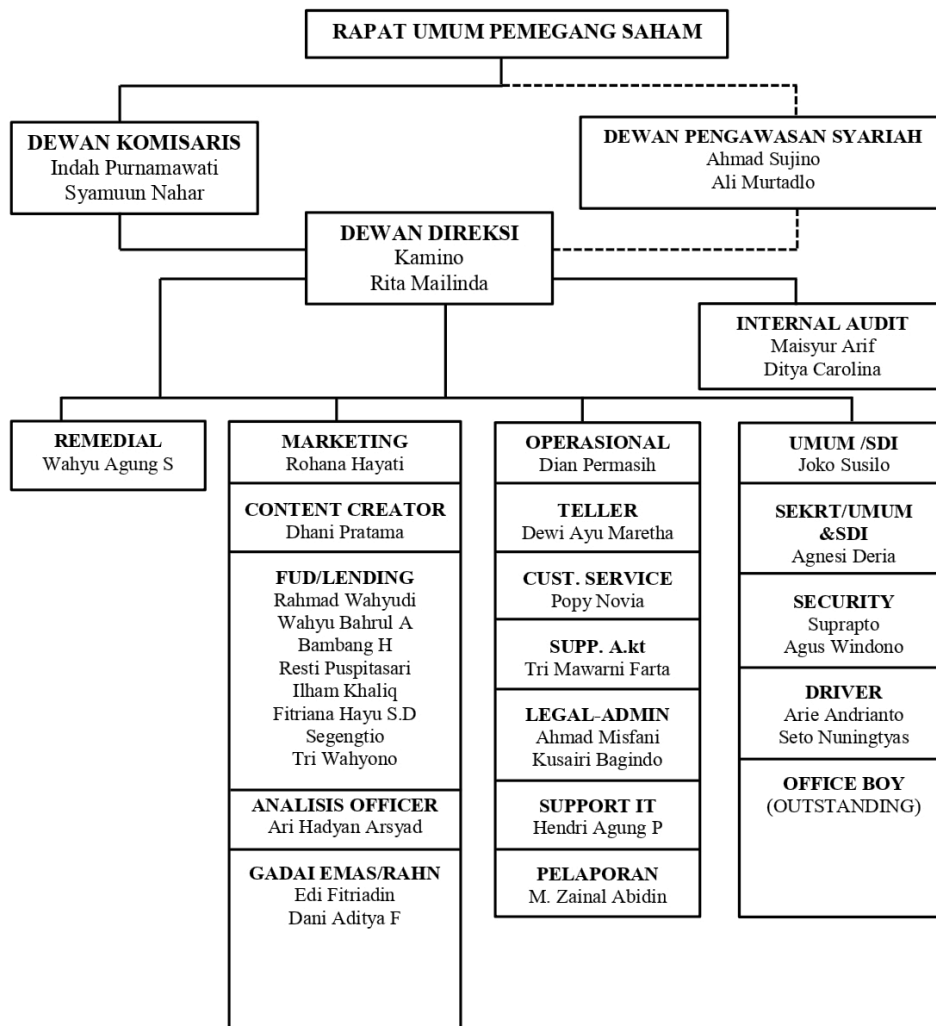 RAPAT UMUM PEMEGANG SAHAM
DEWAN KOMISARIS
Indah Purnamawati
Syamuun Nahar
DEWAN PENGAWASAN SYARIAH
Ahmad Sujino
Ali Murtadlo
DEWAN DIREKSI
Kamino
Rita Mailinda
INTERNAL AUDIT
Maisyur Arif
Ditya Carolina
REMEDIAL
Wahyu Agung S
MARKETING
Rohana Hayati
CONTENT CREATOR
Dhani Pratama
FUD/LENDING
Rahmad Wahyudi
Wahyu Bahrul A
Bambang H
Resti Puspitasari
Ilham Khaliq
Fitriana Hayu S.D
Segengtio
Tri Wahyono
ANALISIS OFFICER
Ari Hadyan Arsyad
GADAI EMAS/RAHN
Edi Fitriadin
Dani Aditya F
OPERASIONAL
Dian Permasih
TELLER
Dewi Ayu Maretha
CUST. SERVICE
Popy Novia
SUPP. A.kt
Tri Mawarni Farta
LEGAL-ADMIN
Ahmad Misfani
Kusairi Bagindo
SUPPORT IT
Hendri Agung P
PELAPORAN
M. Zainal Abidin
UMUM /SDI
Joko Susilo
SEKRT/UMUM
&SDI
Agnesi Deria
SECURITY
Suprapto
Agus Windono
DRIVER
Arie Andrianto
Seto Nuningtyas
OFFICE BOY
(OUTSTANDING)